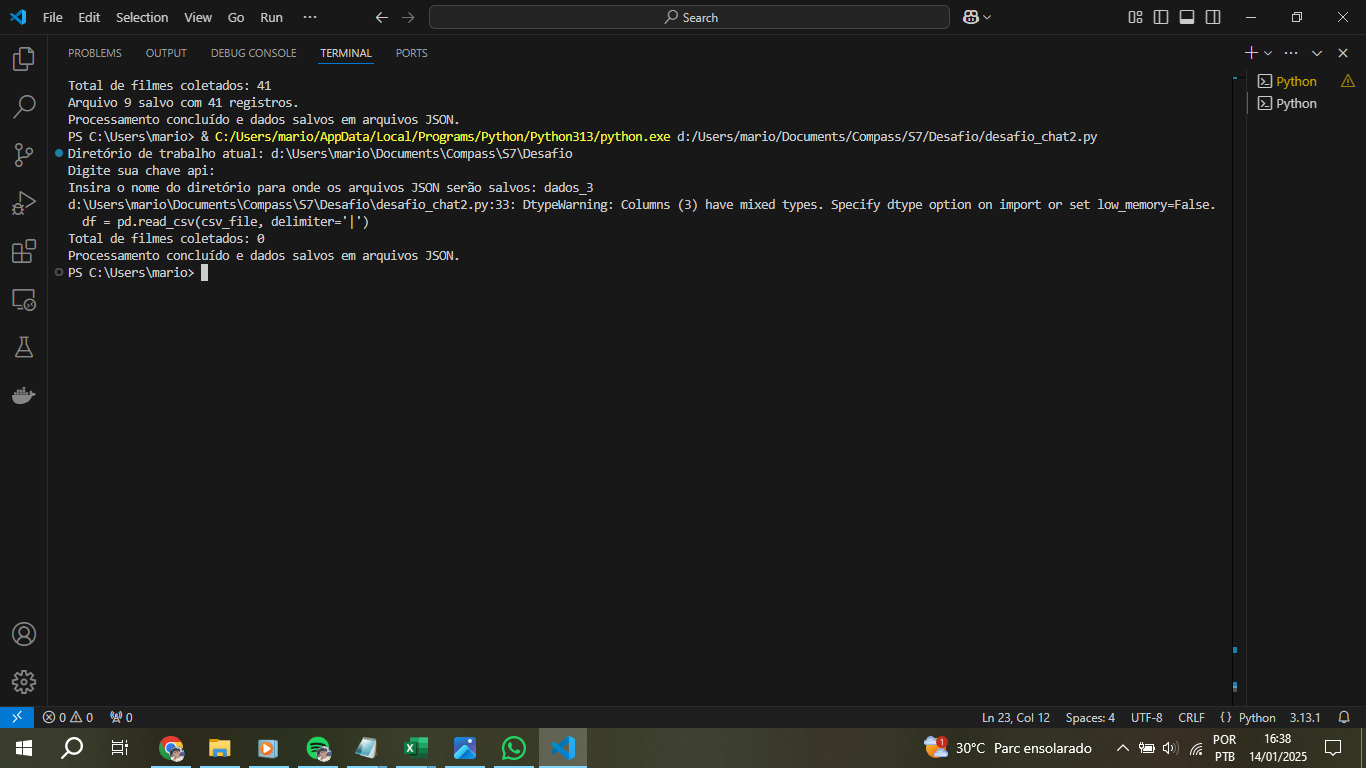 File Edit Selection View Go Run ··· Search
PROBLEMS OUTPUT DEBUG CONSOLE TERMINAL PORTS
Total de filmes coletados: 41
Arquivo 9 salvo com 41 registros.
Processamento concluído e dados salvos em arquivos JSON.
PS C:\Users\mario> & C:/Users/mario/AppData/Local/Programs/Python/Python313/python.exe d:/Users/mario/Documents/Compass/S7/Desafio/desafio_chat2.py
Diretório de trabalho atual: d:\Users\mario\Documents\Compass\S7\Desafio
Digite sua chave api:
Insira o nome do diretório para onde os arquivos JSON serão salvos: dados_3
d:\Users\mario\Documents\Compass\S7\Desafio\desafio_chat2.py:33: DtypeWarning: Columns (3) have mixed types. Specify dtype option on import or set low_memory=False.
df = pd.read_csv(csv_file, delimiter='|')
Total de filmes coletados: 0
Processamento concluído e dados salvos em arquivos JSON.
PS C:\Users\mario>
Python
Python
0 0 0 Ln 23, Col 12 Spaces: 4 UTF-8 CRLF {} Python 3.13.1
1 30°C Parc ensolarado POR 16:38
PTB 14/01/2025